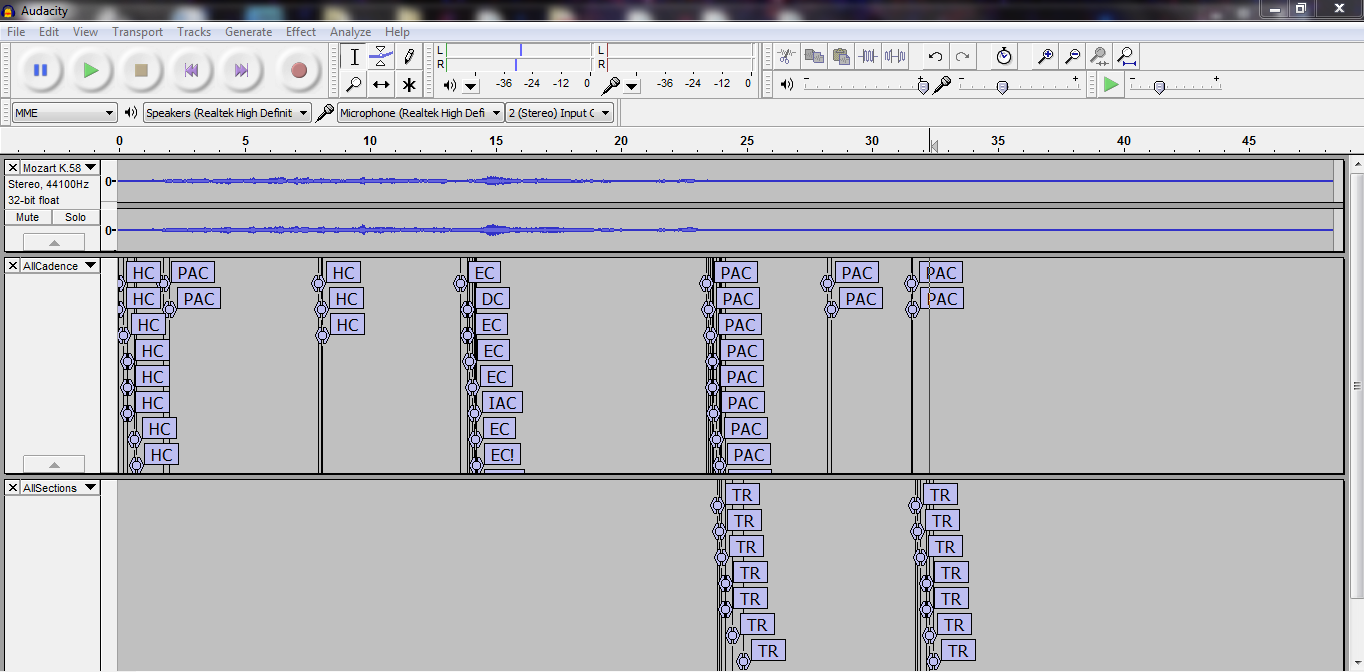 Audacity
File Edit View Transport Tracks Generate Effect Analyze Help
L
R
-36 -24 -12 0
L
R
-36 -24 -12 0
MME
Speakers (Realtek High Definit
Microphone (Realtek High Defi
2 (Stereo) Input C
0 5 10 15 20 25 30 35 40 45
Mozart K.58
Stereo, 44100Hz
32-bit float
Mute Solo
0-
0-
AllCadence
HC PAC HC EC PAC PAC PAC
HC PAC HC DC PAC PAC PAC
HC HC EC PAC
HC EC PAC
HC EC PAC
HC IAC PAC
HC EC PAC
HC EC! PAC
AllSections
TR TR
TR TR
TR TR
TR TR
TR TR
TR TR
TR TR